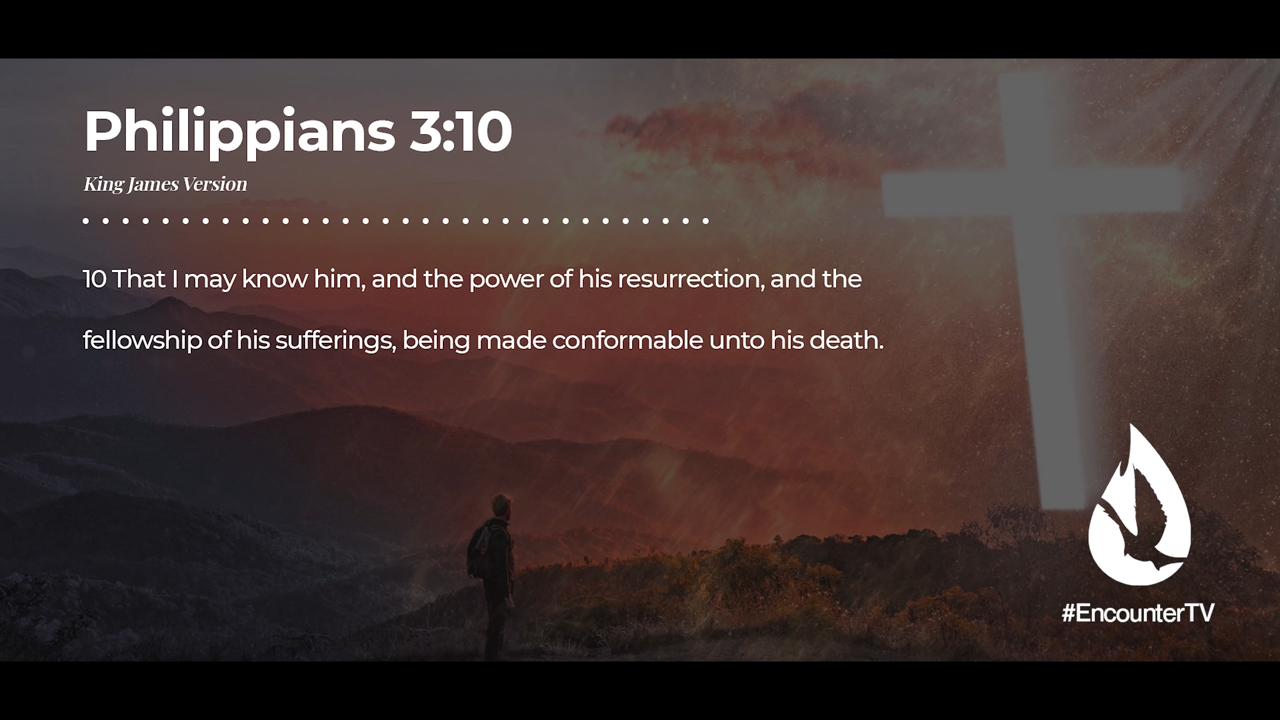 Philippians 3:10
King James Version
10 That I may know him, and the power of his resurrection, and the
fellowship of his sufferings, being made conformable unto his death.
#EncounterTV